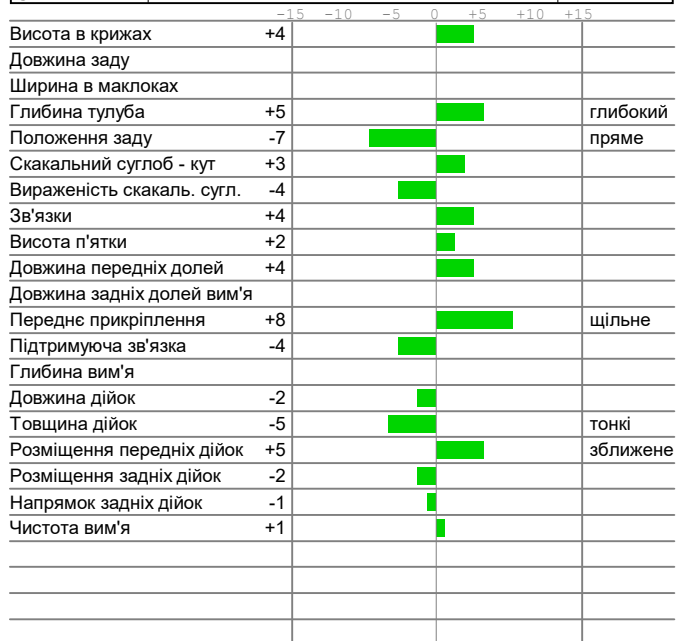 -15 -10 -5 0 +5 +10 +15
Висота в крижах +4
Довжина заду
Ширина в маклоках
Глибина тулуба +5 глибокий
Положення заду -7 пряме
Скакальний суглоб - кут +3
Вираженість скакаль. сугл. -4
Зв'язки +4
Висота п'ятки +2
Довжина передніх долей +4
Довжина задніх долей вим'я
Переднє прикріплення +8 щільне
Підтримуюча зв'язка -4
Глибина вим'я
Довжина дійок -2
Товщина дійок -5 тонкі
Розміщення передніх дійок +5 зближене
Розміщення задніх дійок -2
Напрямок задніх дійок -1
Чистота вим'я +1